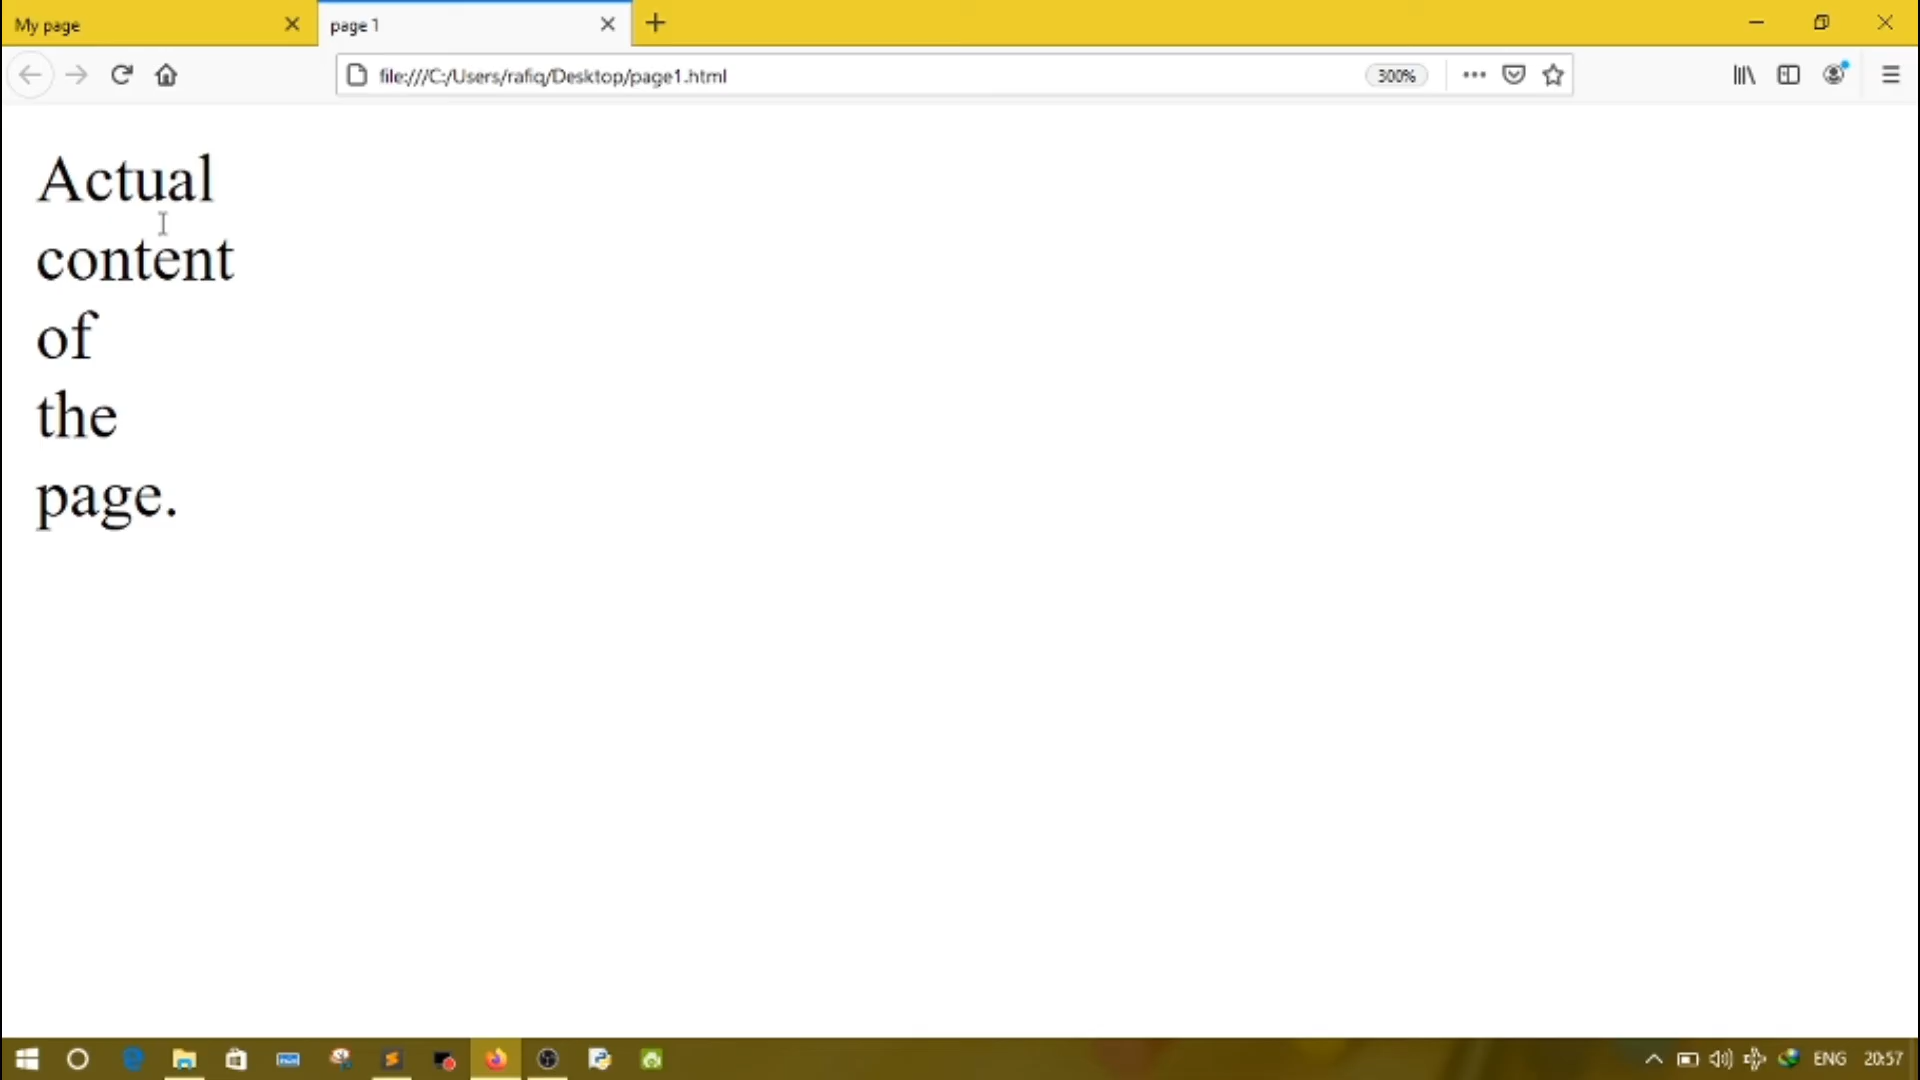 My page
page 1
file:///C:/Users/rafiq/Desktop/page1.html
300%
Actual
content
of
the
page.
ENG
20:57